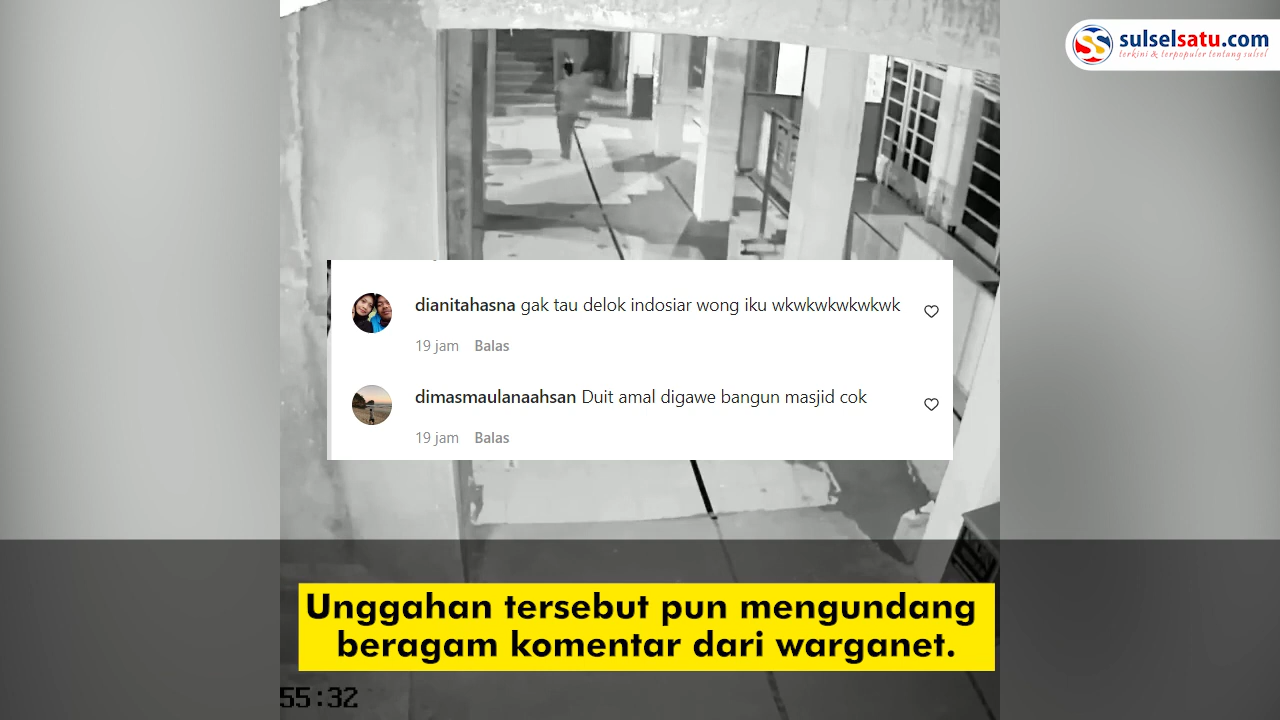 sulselsatu.com
terkini & terpopuler tentang sulsel
dianitahasna gak tau delok indosiar wong iku wkwkwkwkwkwk
19 jam Balas
dimasmaulanaahsan Duit amal digawe bangun masjid cok
19 jam Balas
Unggahan tersebut pun mengundang
beragam komentar dari warganet.
55:32